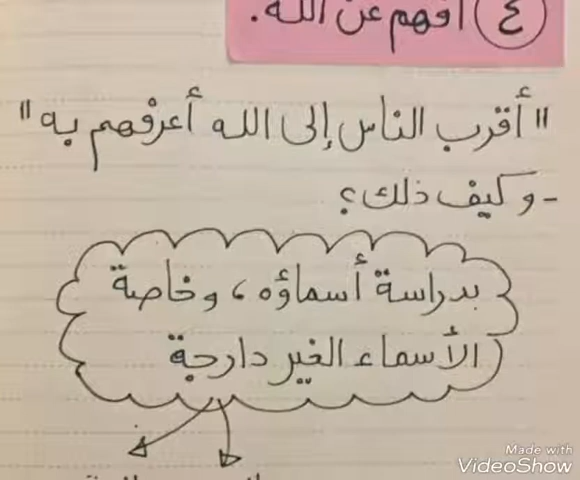 ٤ أفهم عن الله.
"أقرب الناس إلى الله أعرفهم به"
- وكيف ذلك؟
بدراسة أسماؤه، وخاصة
الأسماء الغير دارجة
Made with
VideoShow